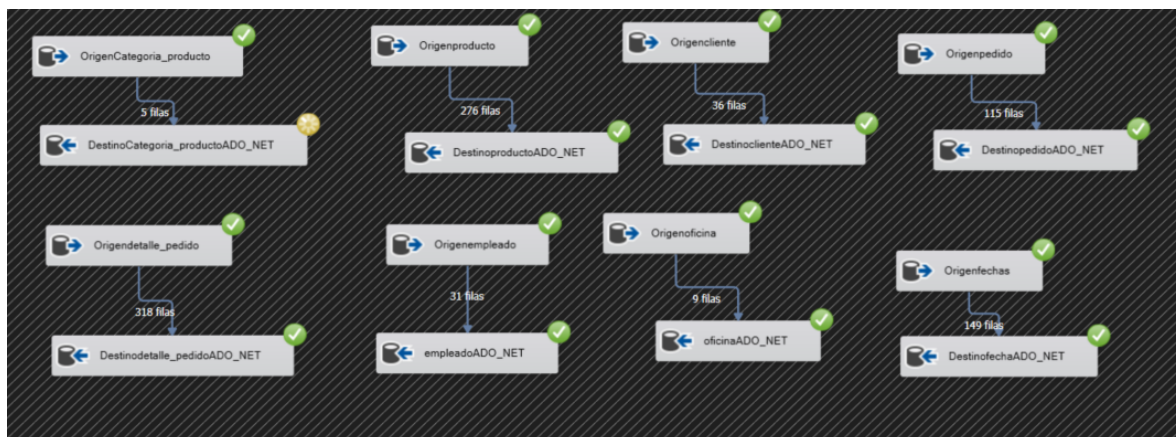 OrigenCategoria_producto
5 filas
DestinoCategoria_productoADO_NET
Origenproducto
276 filas
DestinoproductoADO_NET
Origencliente
36 filas
DestinoclienteADO_NET
Origenpedido
115 filas
DestinopedidoADO_NET
Origendetalle_pedido
318 filas
Destinodetalle_pedidoADO_NET
Origenempleado
31 filas
empleadoADO_NET
Origenoficina
9 filas
oficinaADO_NET
Origenfechas
149 filas
DestinofechaADO_NET